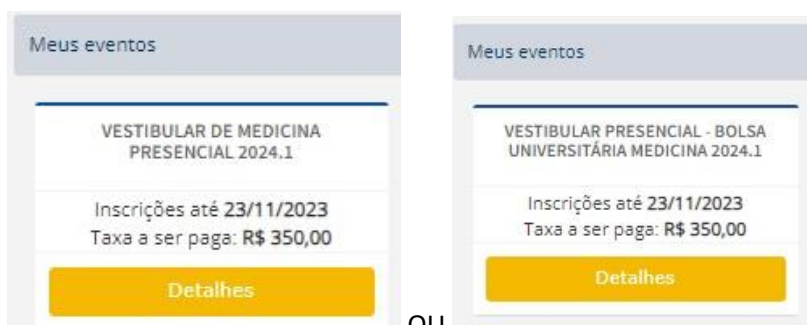 Meus eventos
VESTIBULAR DE MEDICINA
PRESENCIAL 2024.1
Inscrições até 23/11/2023
Taxa a ser paga: R$ 350,00
Detalhes
ou
Meus eventos
VESTIBULAR PRESENCIAL - BOLSA
UNIVERSITÁRIA MEDICINA 2024.1
Inscrições até 23/11/2023
Taxa a ser paga: R$ 350,00
Detalhes